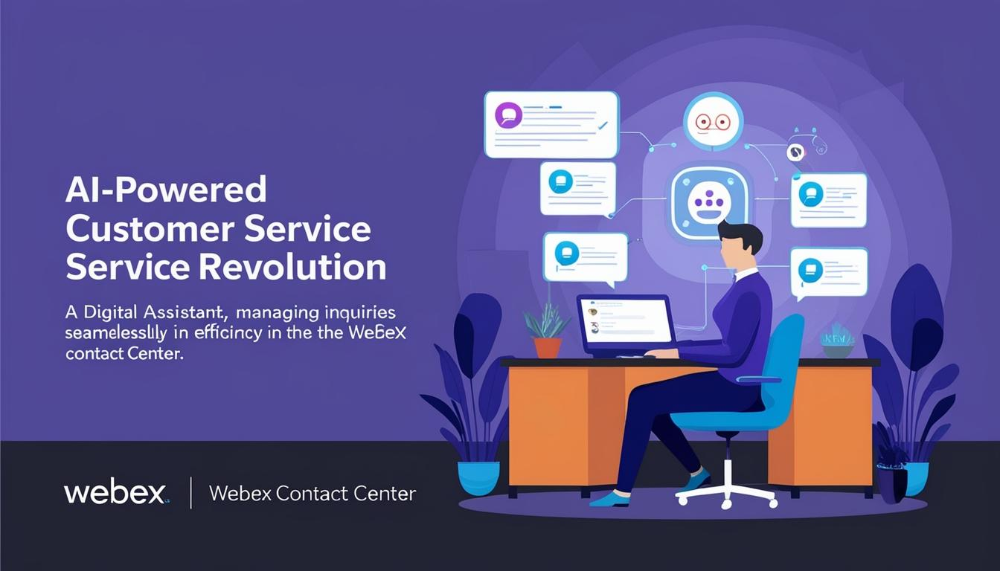 AI-Powered
Customer Service
Service Revolution
A Digital Assistant, managing inquiries
seamelesslly in efficincy in the the WeBeX
contact Center.
webex
Webex Contact Center